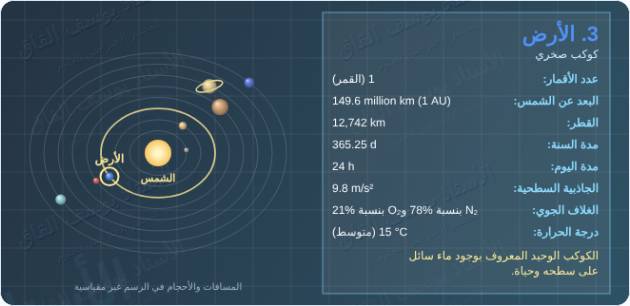 3. الأرض
كوكب صخري
عدد الأقمار: 1 (القمر)
البعد عن الشمس: 149.6 million km (1 AU)
القطر: 12,742 km
مدة السنة: 365.25 d
مدة اليوم: 24 h
الجاذبية السطحية: 9.8 m/s²
الغلاف الجوي: N₂ بنسبة 78% وO₂ بنسبة 21%
درجة الحرارة: 15 °C (متوسط)
الكوكب الوحيد المعروف بوجود ماء سائل
على سطحه وحياة.
الأرض
الشمس
المسافات والأحجام في الرسم غير مقياسية